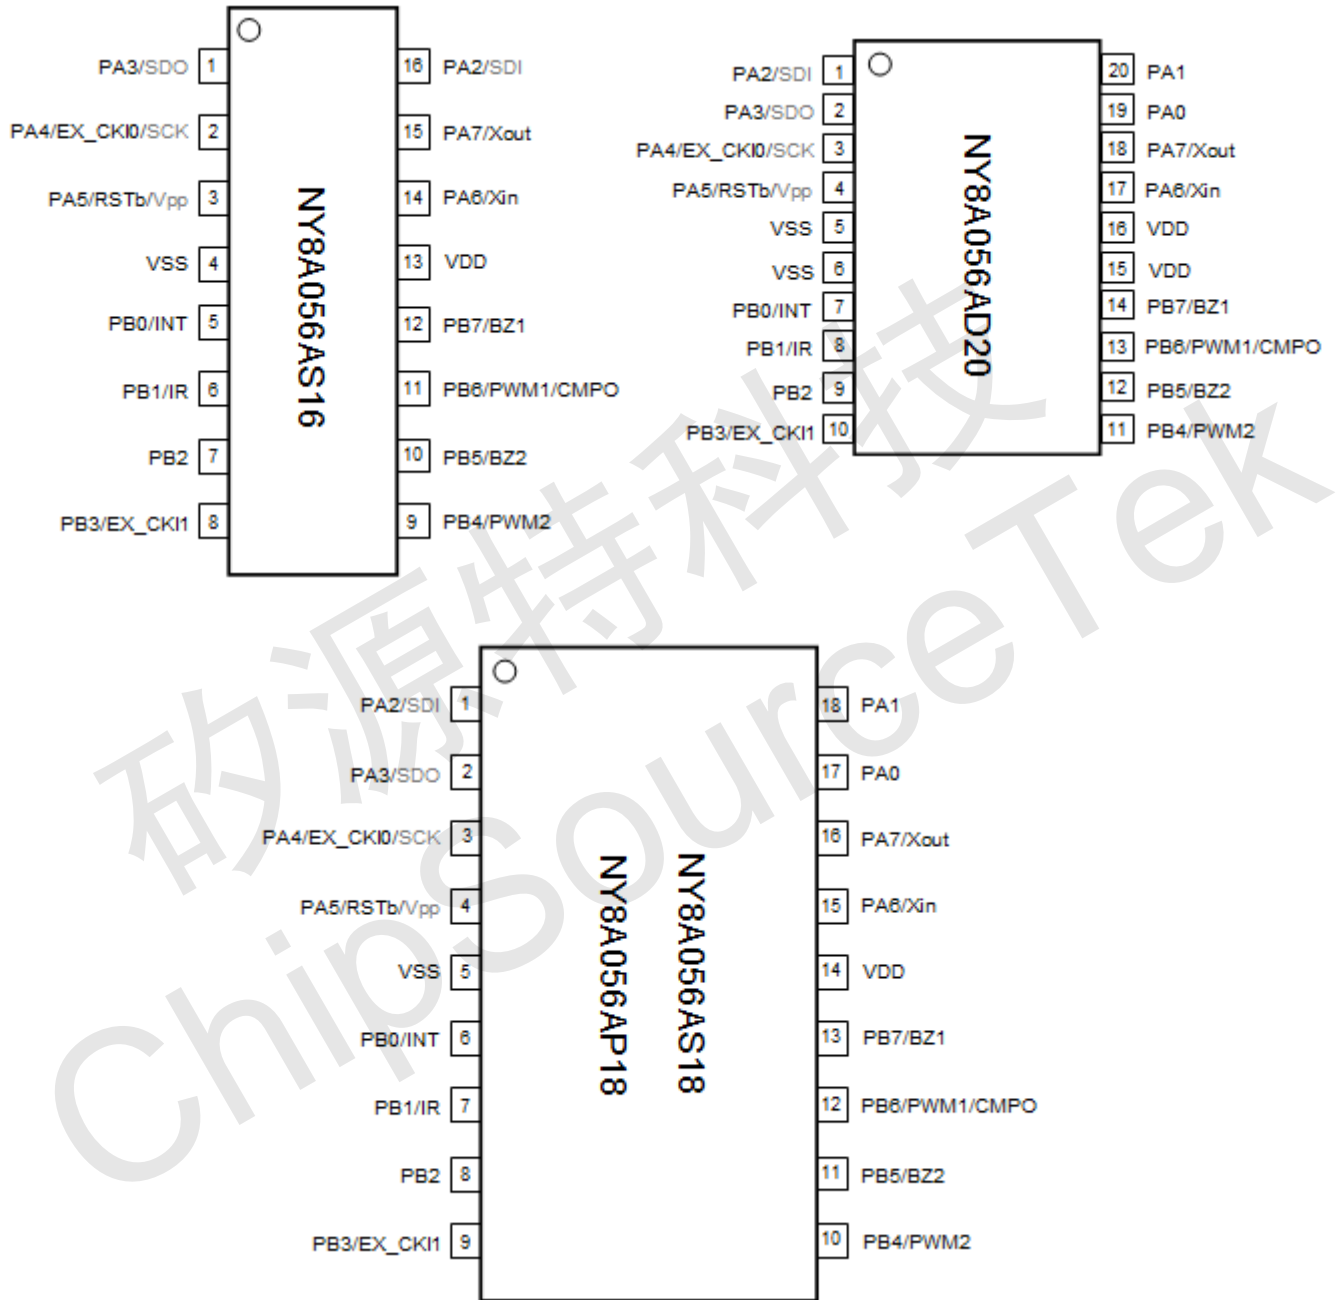 PA3/SDO 1 16 PA2/SDI
PA4/EX_CKI0/SCK 2 15 PA7/Xout
PA5/RSTb/Vpp 3 14 PA6/Xin
VSS 4 13 VDD
PB0/INT 5 12 PB7/BZ1
PB1/IR 6 11 PB6/PWM1/CMPO
PB2 7 10 PB5/BZ2
PB3/EX_CKI1 8 9 PB4/PWM2
NY8A056AS16
PA2/SDI 1 20 PA1
PA3/SDO 2 19 PA0
PA4/EX_CKI0/SCK 3 18 PA7/Xout
PA5/RSTb/Vpp 4 17 PA6/Xin
VSS 5 16 VDD
VSS 6 15 VDD
PB0/INT 7 14 PB7/BZ1
PB1/IR 8 13 PB6/PWM1/CMPO
PB2 9 12 PB5/BZ2
PB3/EX_CKI1 10 11 PB4/PWM2
NY8A056AD20
PA2/SDI 1 18 PA1
PA3/SDO 2 17 PA0
PA4/EX_CKI0/SCK 3 16 PA7/Xout
PA5/RSTb/Vpp 4 15 PA6/Xin
VSS 5 14 VDD
PB0/INT 6 13 PB7/BZ1
PB1/IR 7 12 PB6/PWM1/CMPO
PB2 8 11 PB5/BZ2
PB3/EX_CKI1 9 10 PB4/PWM2
NY8A056AS18
NY8A056AP18
矽源特科技
ChipSourceTek